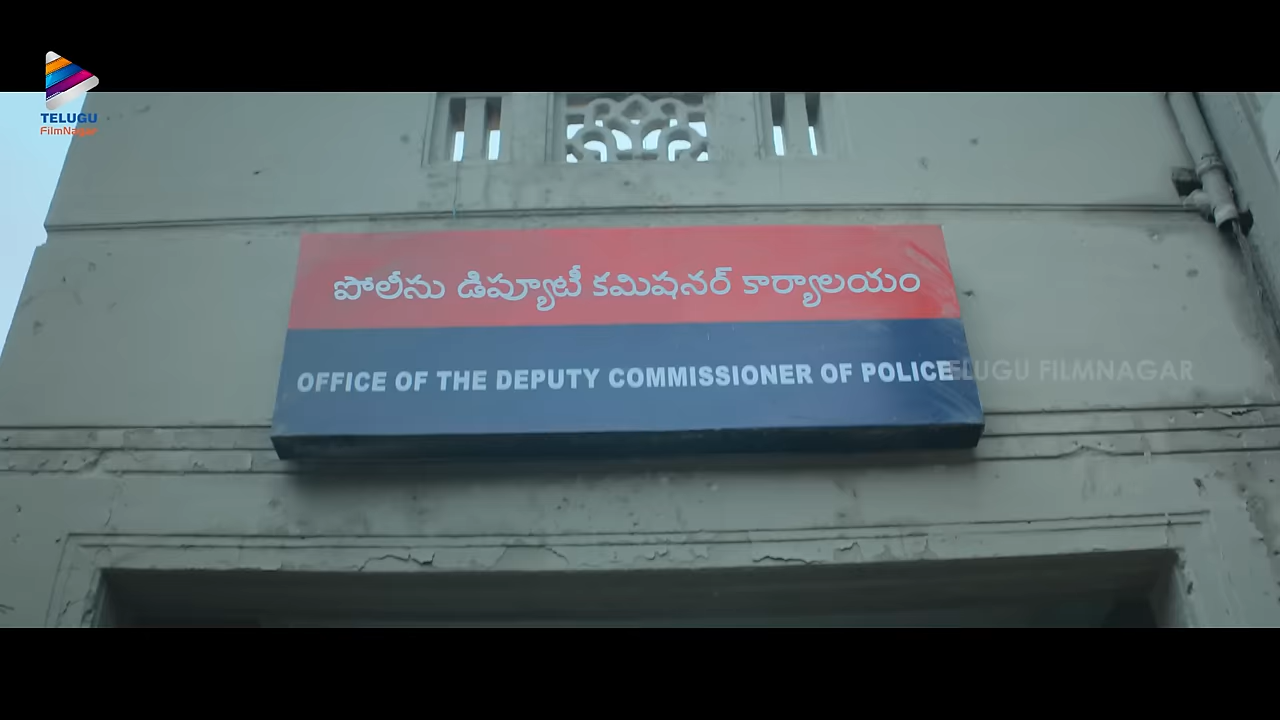 TELUGU
FilmNagar
పోలీసు డిప్యూటీ కమిషనర్ కార్యాలయం
OFFICE OF THE DEPUTY COMMISSIONER OF POLICE
TELUGU FILMNAGAR